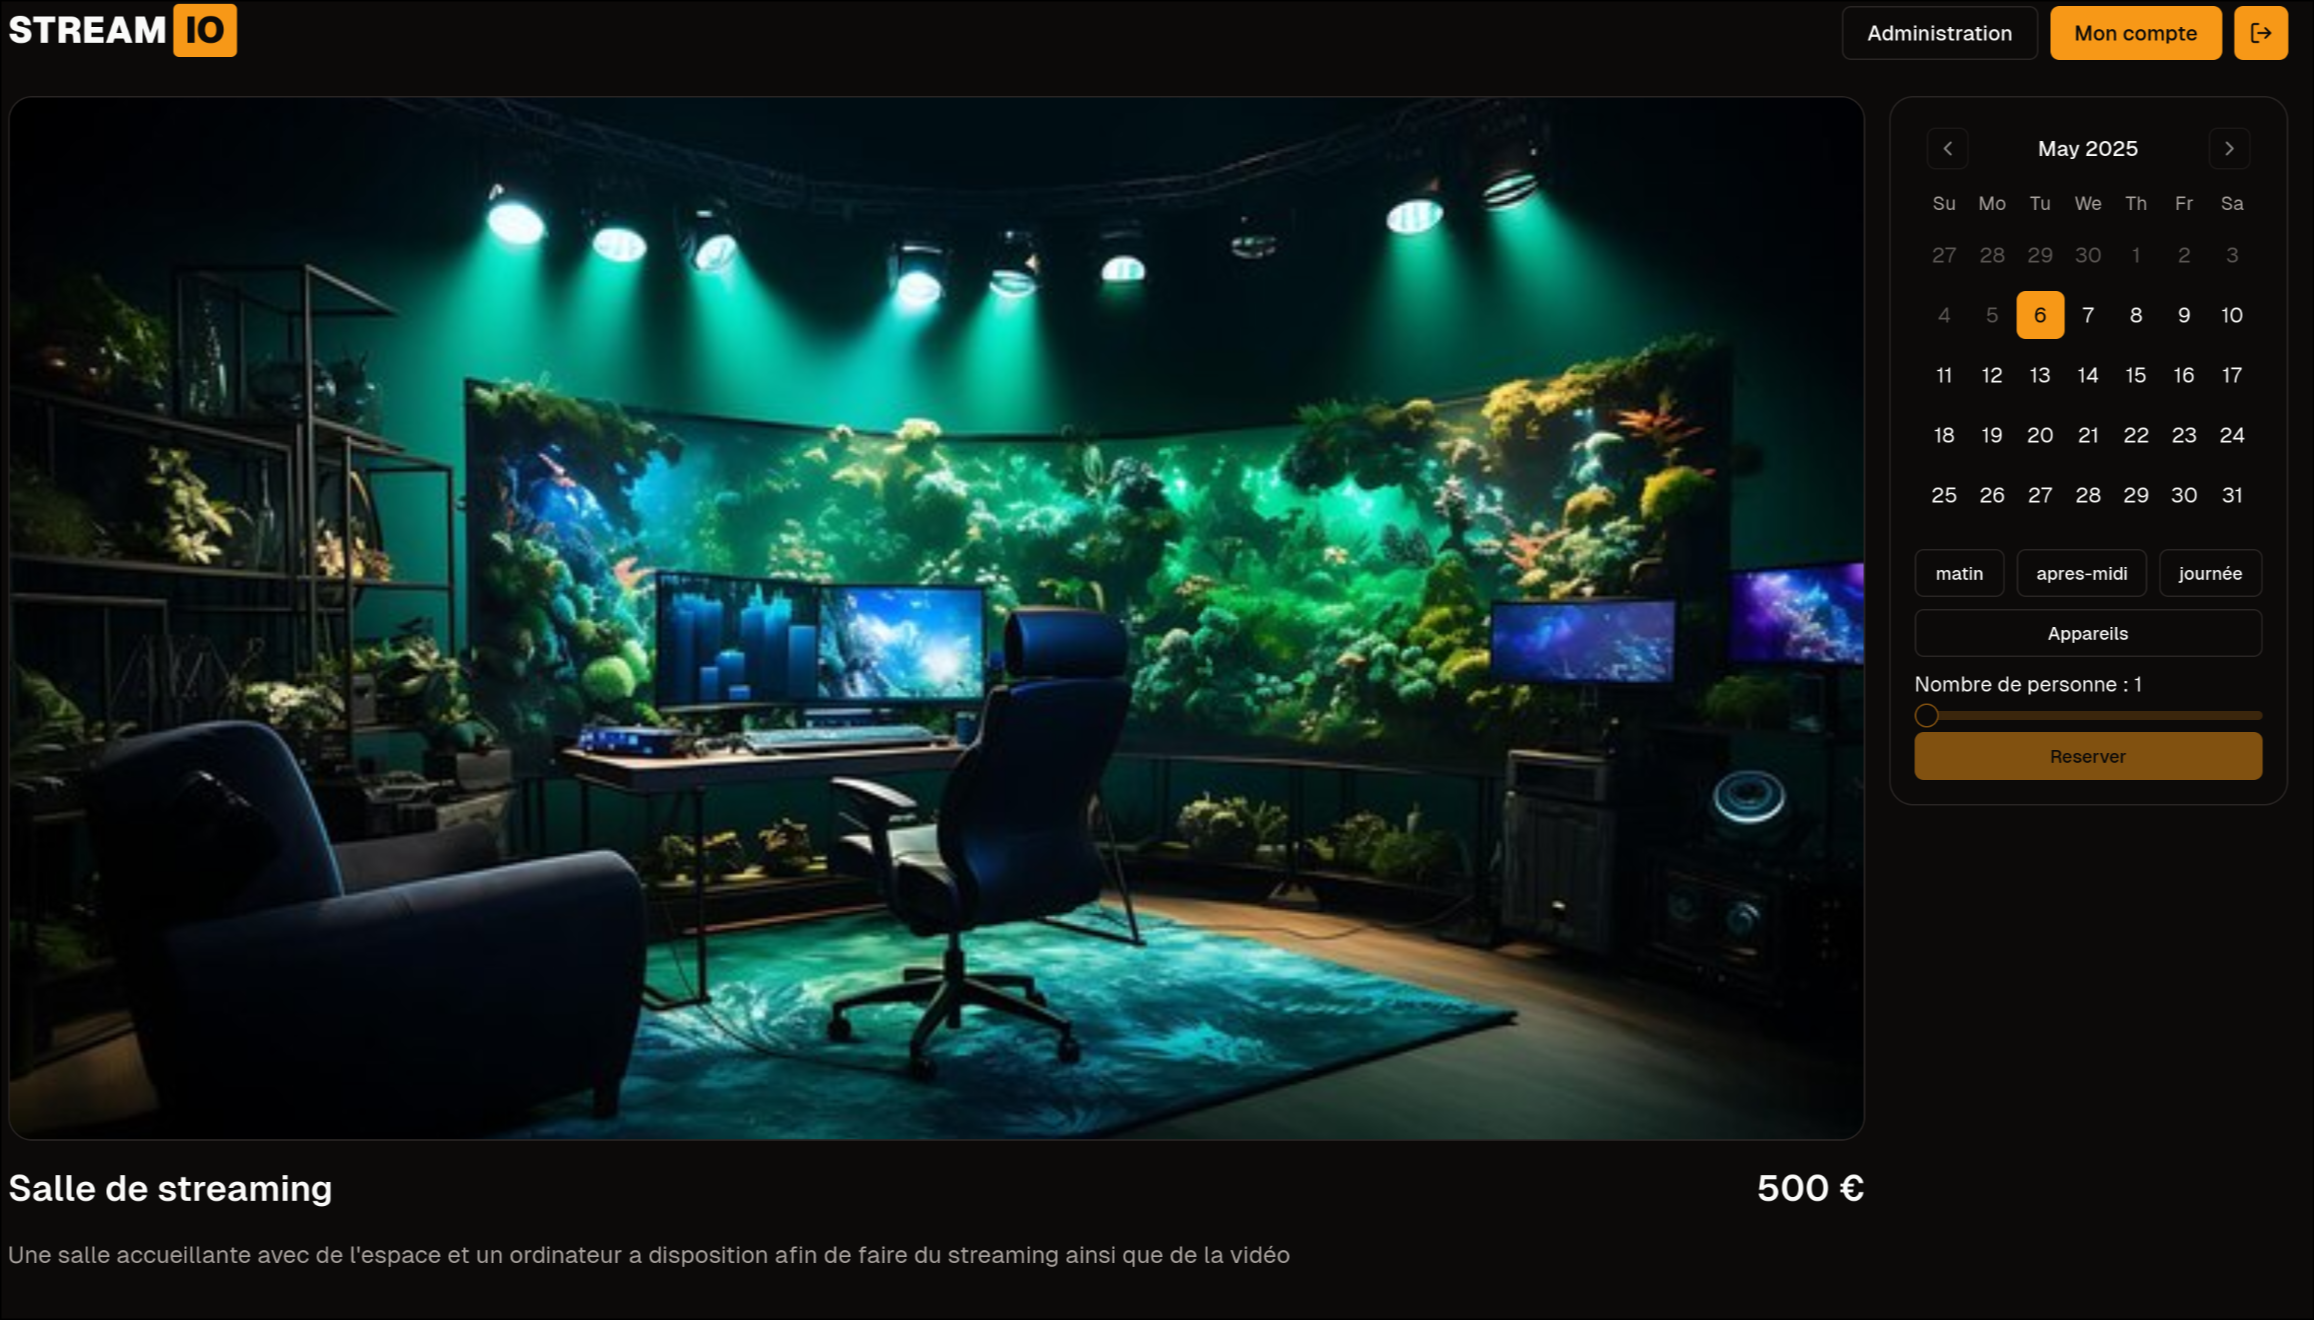 STREAM IO
Administration
Mon compte
May 2025
Su Mo Tu We Th Fr Sa
27 28 29 30 1 2 3
4 5 6 7 8 9 10
11 12 13 14 15 16 17
18 19 20 21 22 23 24
25 26 27 28 29 30 31
matin apres-midi journée
Appareils
Nombre de personne : 1
Reserver
Salle de streaming
500 €
Une salle accueillante avec de l'espace et un ordinateur a disposition afin de faire du streaming ainsi que de la vidéo